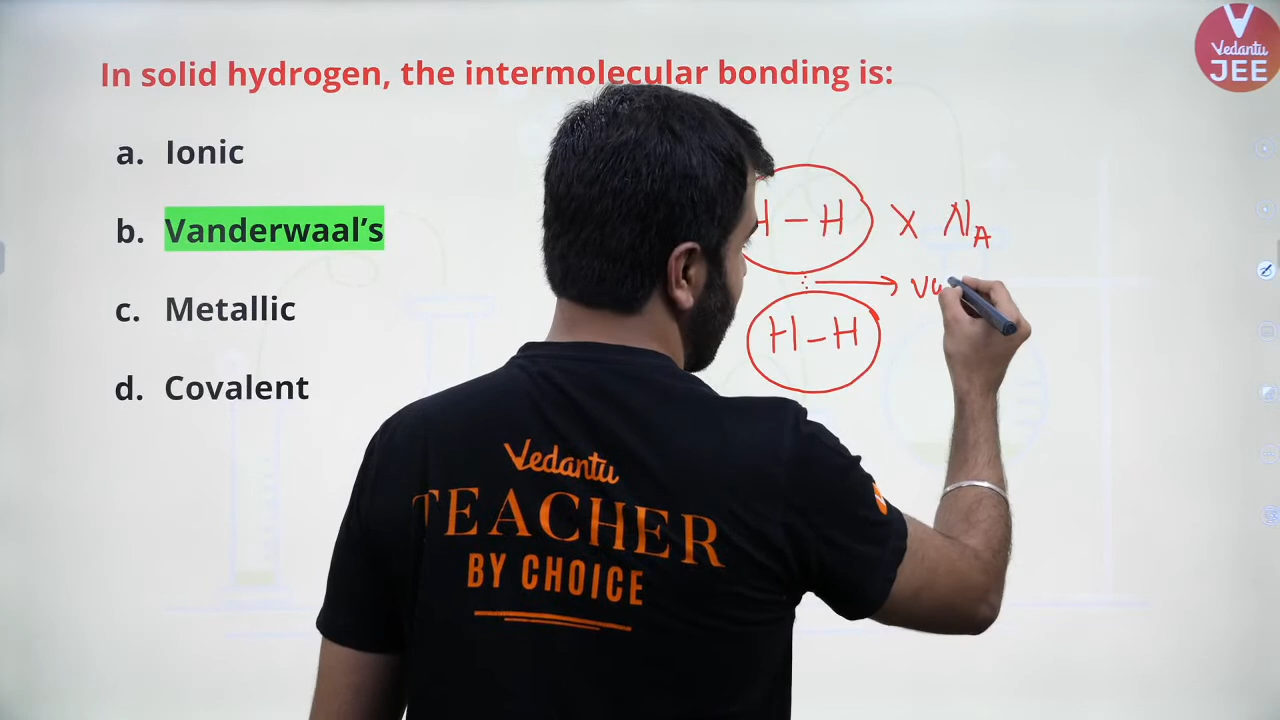 In solid hydrogen, the intermolecular bonding is:
a. Ionic
b. Vanderwaal's
c. Metallic
d. Covalent
H – H × NA
H – H
Vedantu
JEE
Vedantu
TEACHER
BY CHOICE